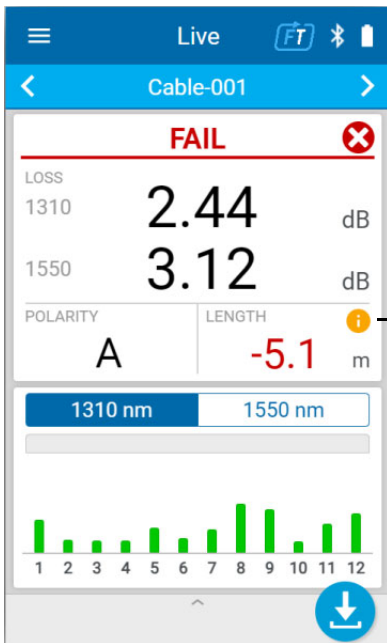 Live FT
Cable-001
FAIL
LOSS
1310 2.44 dB
1550 3.12 dB
POLARITY LENGTH i
A -5.1 m
1310 nm 1550 nm
1 2 3 4 5 6 7 8 9 10 11 12